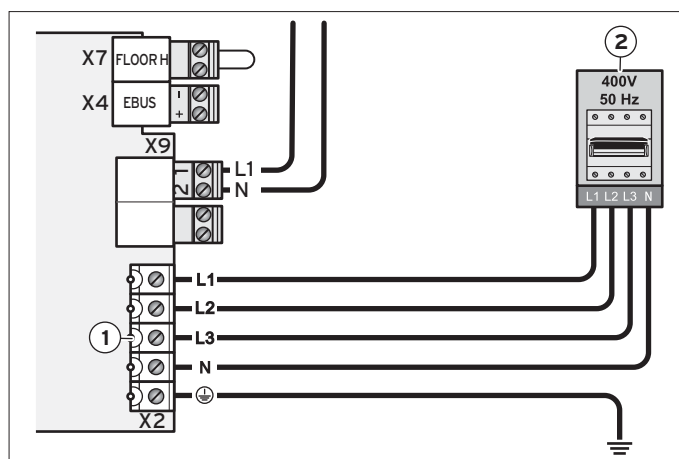 X7 FLOOR H
X4 EBUS - +
X9
1 L1
2 N
2
400V
50 Hz
L1 L2 L3 N
L1
L2
1 L3
N
X2